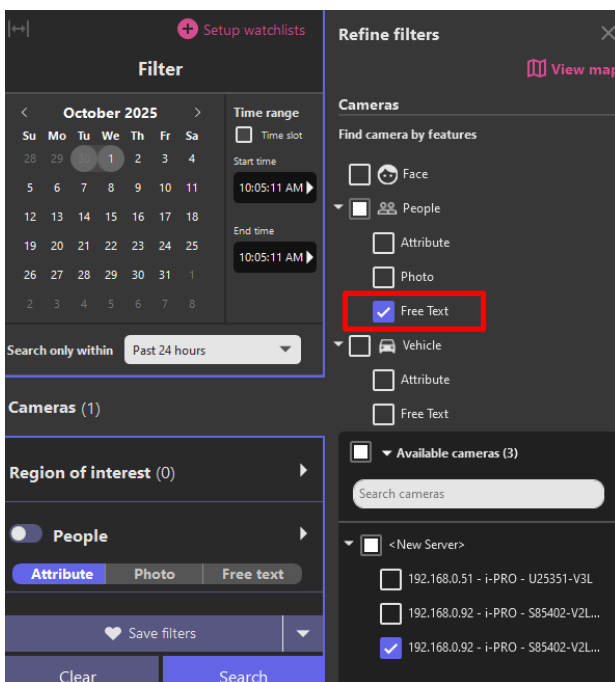 Setup watchlists
Filter
October 2025
Su Mo Tu We Th Fr Sa
28 29 30 1 2 3 4
5 6 7 8 9 10 11
12 13 14 15 16 17 18
19 20 21 22 23 24 25
26 27 28 29 30 31 1
2 3 4 5 6 7 8
Time range
Time slot
Start time
10:05:11 AM
End time
10:05:11 AM
Search only within Past 24 hours
Cameras (1)
Region of interest (0)
People
Attribute Photo Free text
Save filters
Clear Search
Refine filters
View map
Cameras
Find camera by features
Face
People
Attribute
Photo
Free Text
Vehicle
Attribute
Free Text
Available cameras (3)
Search cameras
<New Server>
192.168.0.51 - i-PRO - U25351-V3L
192.168.0.92 - i-PRO - S85402-V2L...
192.168.0.92 - i-PRO - S85402-V2L...